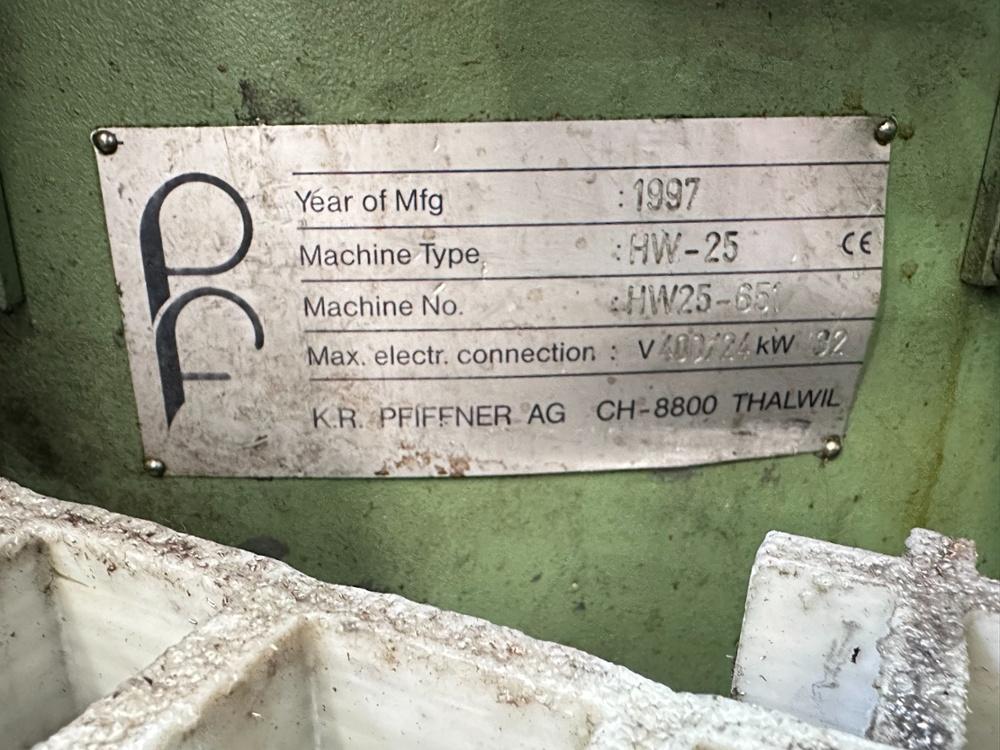 Year of Mfg : 1997
Machine Type : HW-25 CE
Machine No. : HW25-651
Max. electr. connection : V 400/24 kW 32
K.R. PFIFFNER AG CH-8800 THALWIL